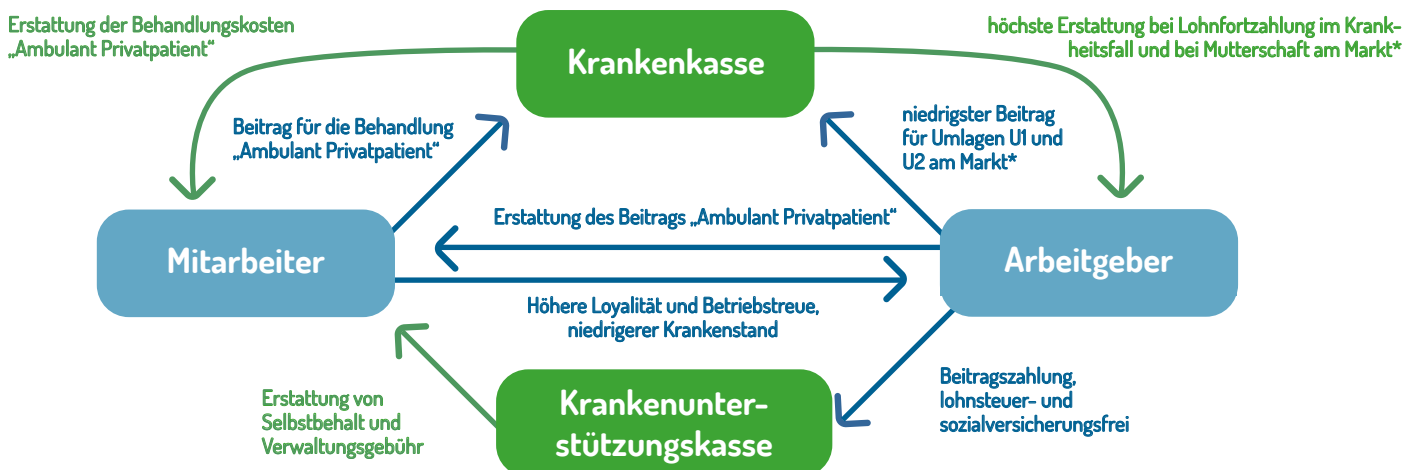 Erstattung der Behandlungskosten
„Ambulant Privatpatient“
Krankenkasse
höchste Erstattung bei Lohnfortzahlung im Krank-
heitsfall und bei Mutterschaft am Markt*
Beitrag für die Behandlung
„Ambulant Privatpatient“
niedrigster Beitrag
für Umlagen U1 und
U2 am Markt*
Erstattung des Beitrags „Ambulant Privatpatient“
Mitarbeiter
Arbeitgeber
Höhere Loyalität und Betriebstreue,
niedrigerer Krankenstand
Erstattung von
Selbstbehalt und
Verwaltungsgebühr
Krankenunter-
stützungskasse
Beitragszahlung,
lohnsteuer- und
sozialversicherungsfrei